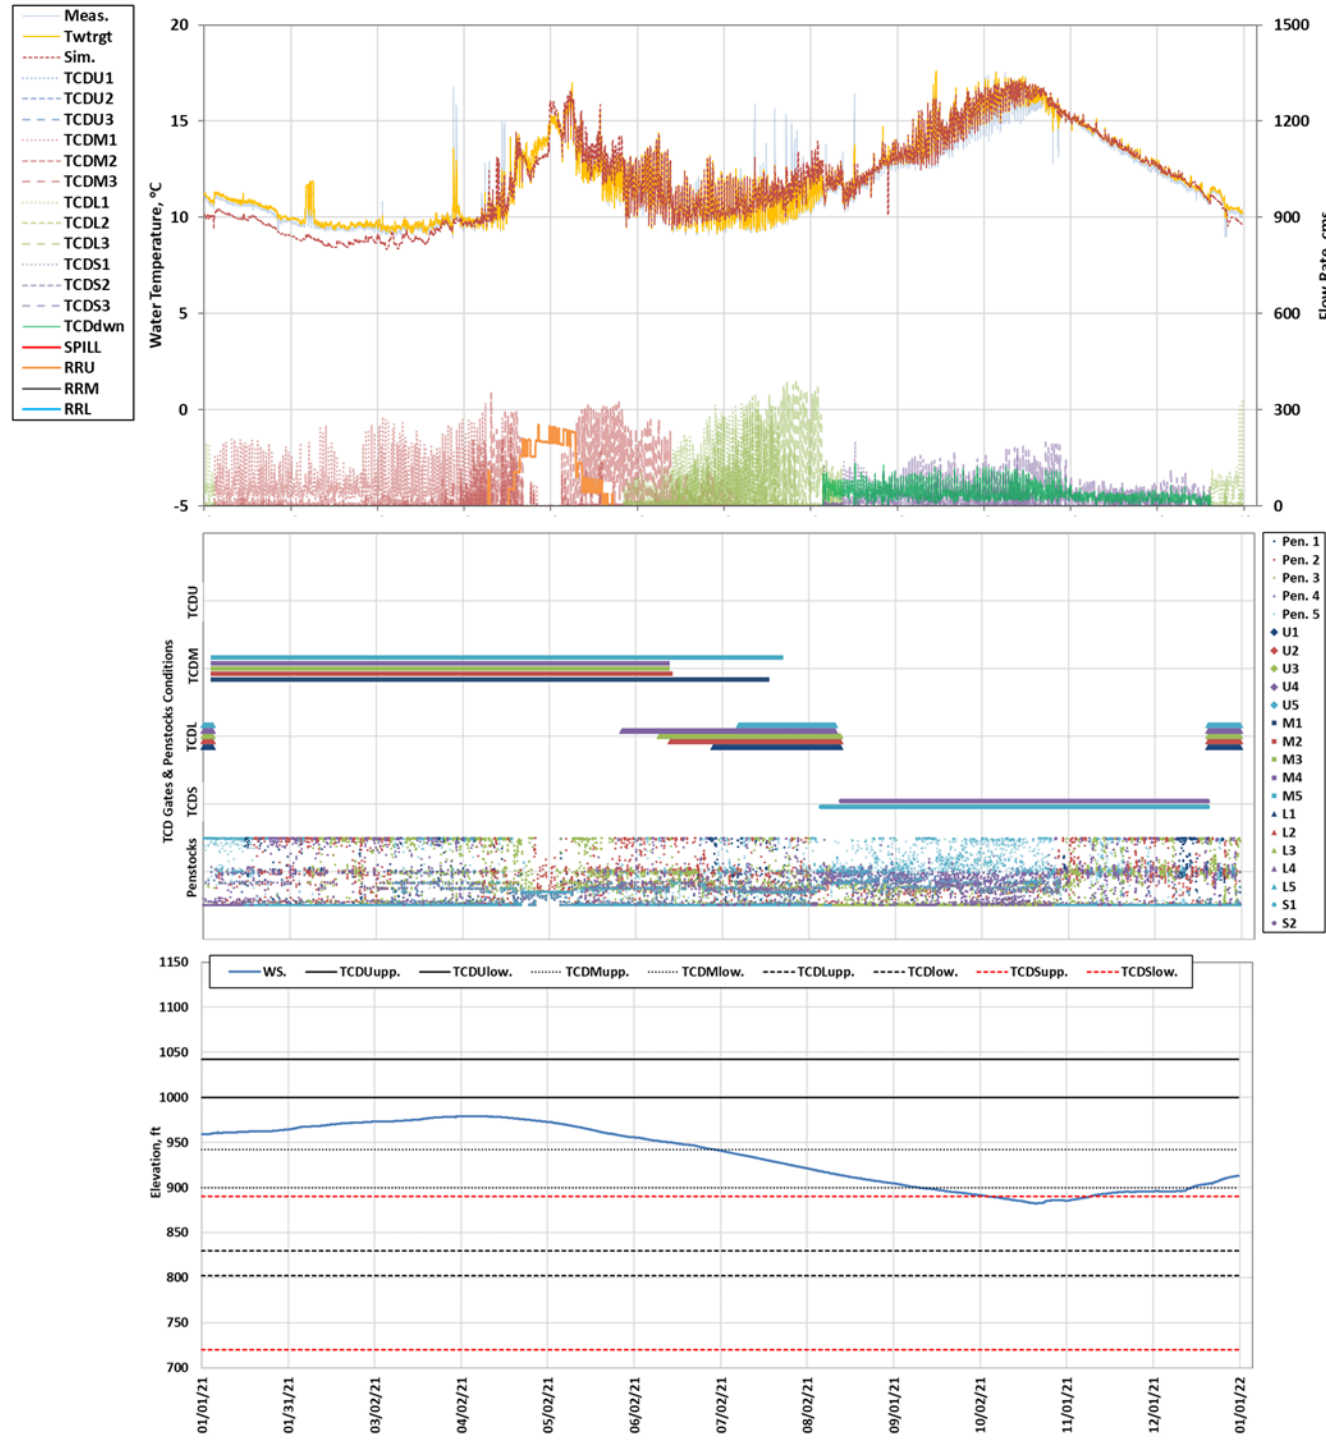 Meas.
Twtrgt
Sim.
TCDU1
TCDU2
TCDU3
TCDM1
TCDM2
TCDM3
TCDL1
TCDL2
TCDL3
TCDS1
TCDS2
TCDS3
TCDdwn
SPILL
RRU
RRM
RRL
Water Temperature, °C
20
15
10
5
0
-5
1500
1200
900
600
300
0
Flow Rate, cms
TCD Gates & Penstocks Conditions
TCDU
TCDM
TCDL
TCDS
Penstocks
Pen. 1
Pen. 2
Pen. 3
Pen. 4
Pen. 5
U1
U2
U3
U4
U5
M1
M2
M3
M4
M5
L1
L2
L3
L4
L5
S1
S2
WS. TCDUupp. TCDUlow. TCDMupp. TCDMlow. TCDLupp. TCDlow. TCDSupp. TCDSlow.
Elevation, ft
1150
1100
1050
1000
950
900
850
800
750
700
01/01/21
01/31/21
03/02/21
04/02/21
05/02/21
06/02/21
07/02/21
08/02/21
09/01/21
10/02/21
11/01/21
12/01/21
01/01/22